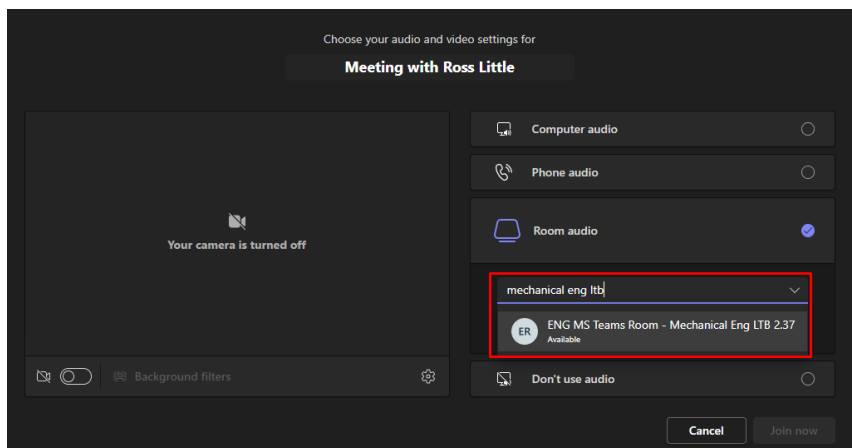 Choose your audio and video settings for
Meeting with Ross Little
Your camera is turned off
Background filters
Computer audio
Phone audio
Room audio
mechanical eng ltb
ER
ENG MS Teams Room - Mechanical Eng LTB 2.37
Available
Don't use audio
Cancel
Join now